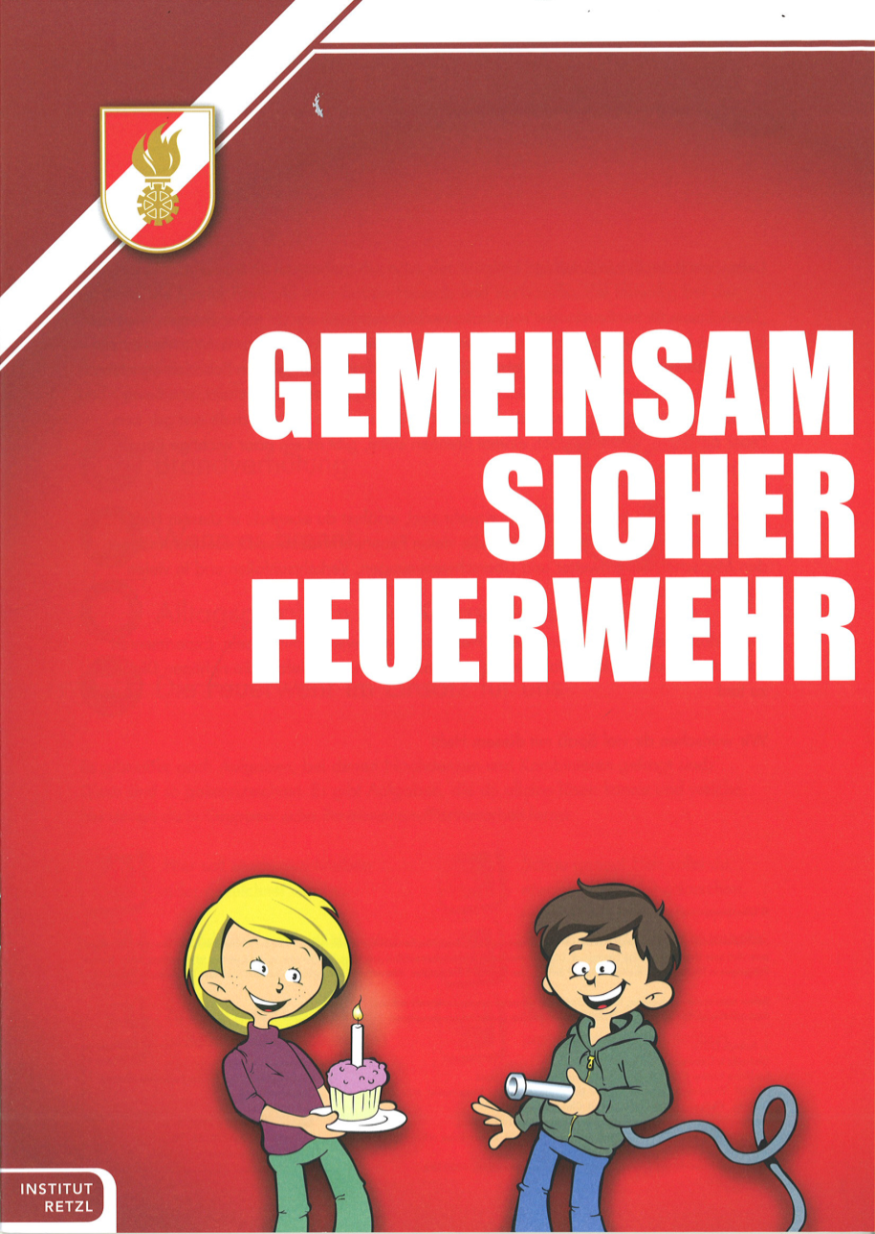 GEMEINSAM
SICHER
FEUERWEHR
INSTITUT
RETZL